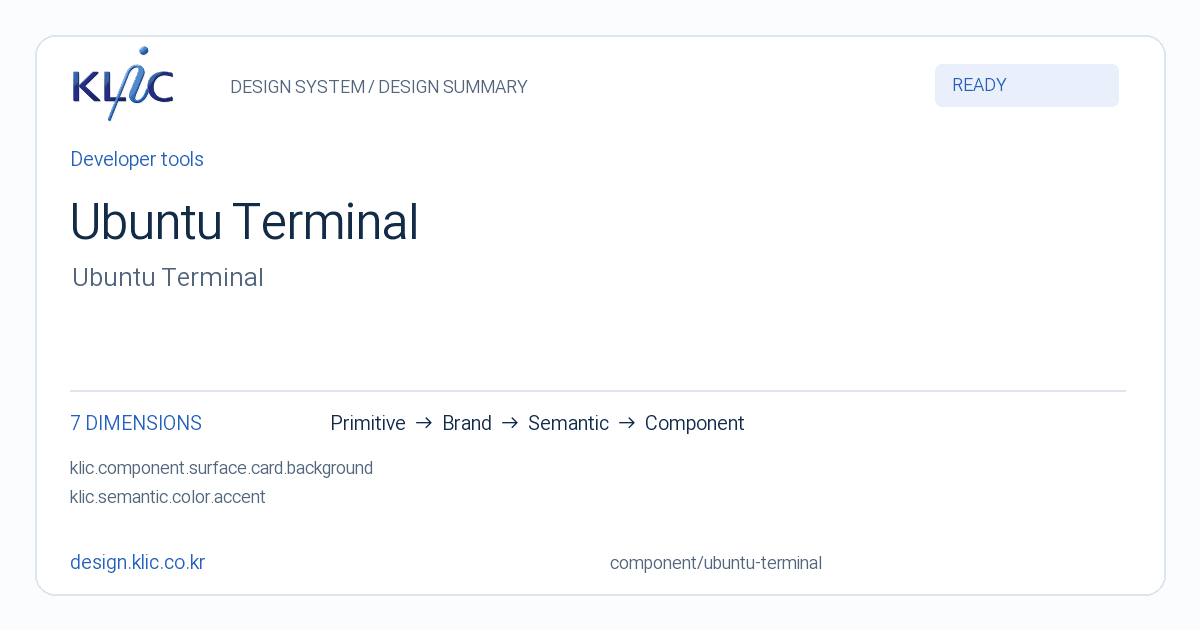 KLiC
DESIGN SYSTEM / DESIGN SUMMARY
READY
Developer tools
Ubuntu Terminal
Ubuntu Terminal
7 DIMENSIONS
Primitive → Brand → Semantic → Component
klic.component.surface.card.background
klic.semantic.color.accent
design.klic.co.kr
component/ubuntu-terminal